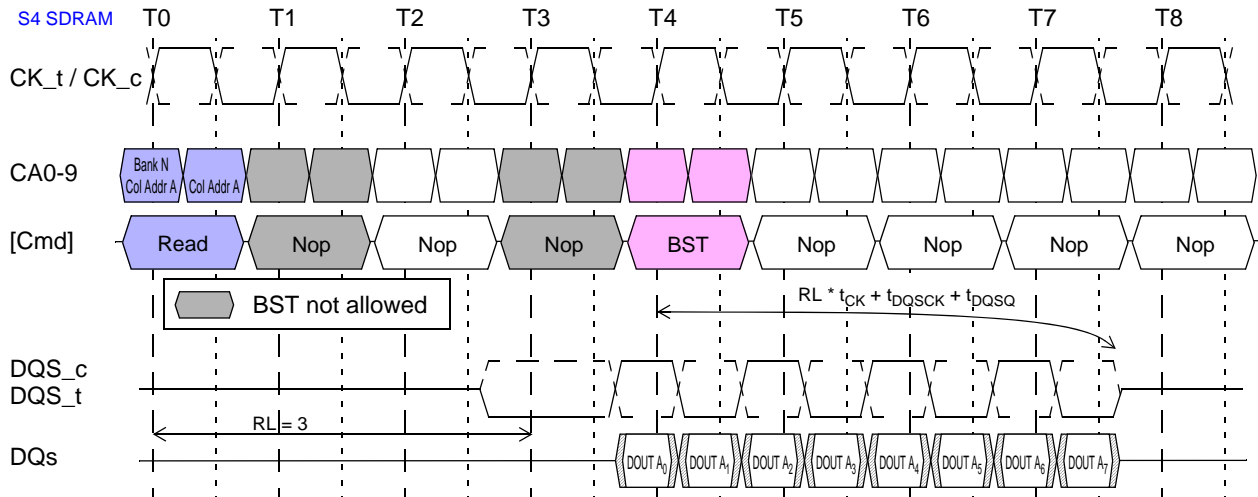 S4 SDRAM T0 T1 T2 T3 T4 T5 T6 T7 T8
CK_t / CK_c
CA0-9 Bank N Col Addr A Col Addr A
[Cmd] Read Nop Nop Nop BST Nop Nop Nop Nop
BST not allowed
RL * tCK + tDQSCK + tDQSQ
DQS_c
DQS_t
RL = 3
DQs DOUT A0 DOUT A1 DOUT A2 DOUT A3 DOUT A4 DOUT A5 DOUT A6 DOUT A7